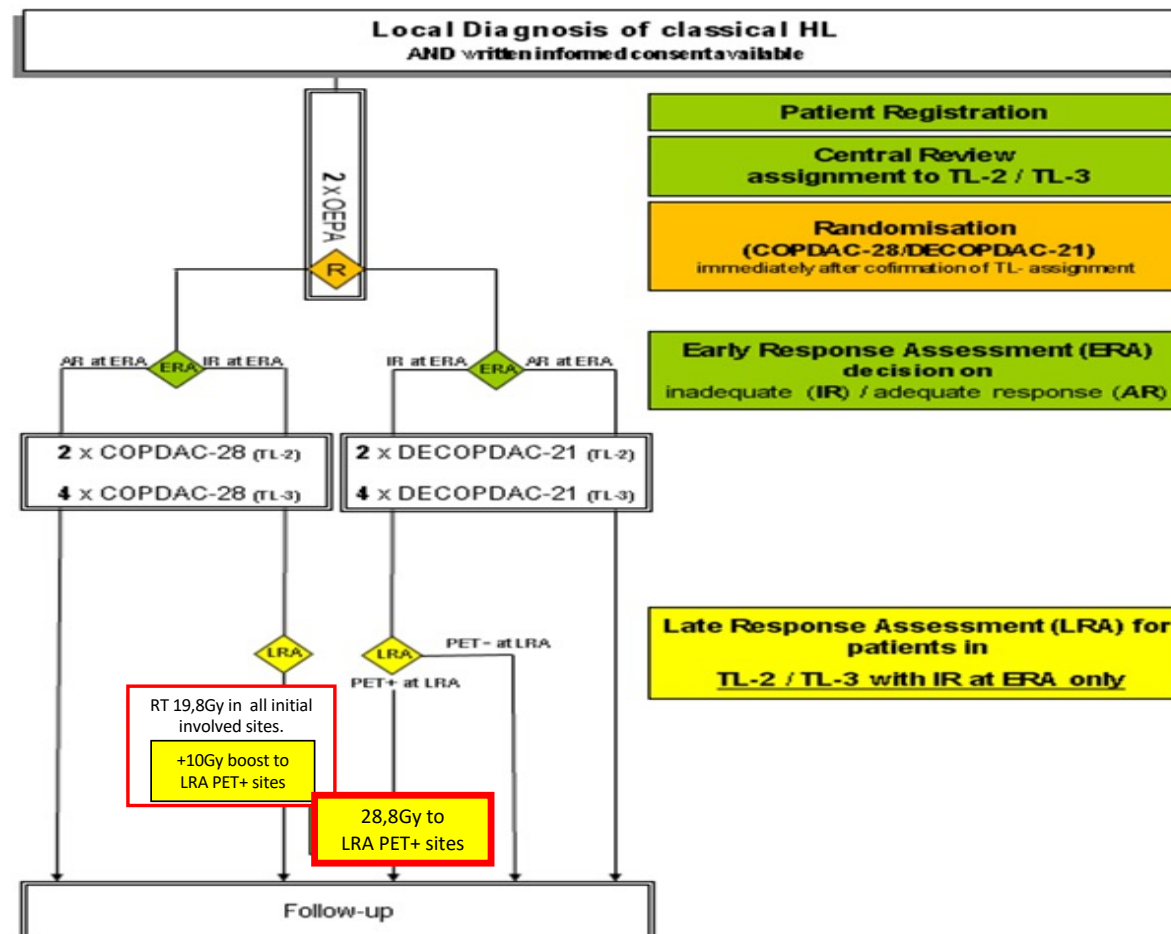 Local Diagnosis of classical HL
AND written informed consent available
2 x OEPA
R
Patient Registration
Central Review
assignment to TL-2 / TL-3
Randomisation
(COPDAC-28/DECOPDAC-21)
immediately after cofirmation of TL- assignment
AR at ERA
ERA
IR at ERA
IR at ERA
ERA
AR at ERA
Early Response Assessment (ERA)
decision on
inadequate (IR) / adequate response (AR)
2 x COPDAC-28 (TL-2)
4 x COPDAC-28 (TL-3)
2 x DECOPDAC-21 (TL-2)
4 x DECOPDAC-21 (TL-3)
LRA
LRA
PET- at LRA
PET+ at LRA
Late Response Assessment (LRA) for
patients in
TL-2 / TL-3 with IR at ERA only
RT 19,8Gy in all initial
involved sites.
+10Gy boost to
LRA PET+ sites
28,8Gy to
LRA PET+ sites
Follow-up